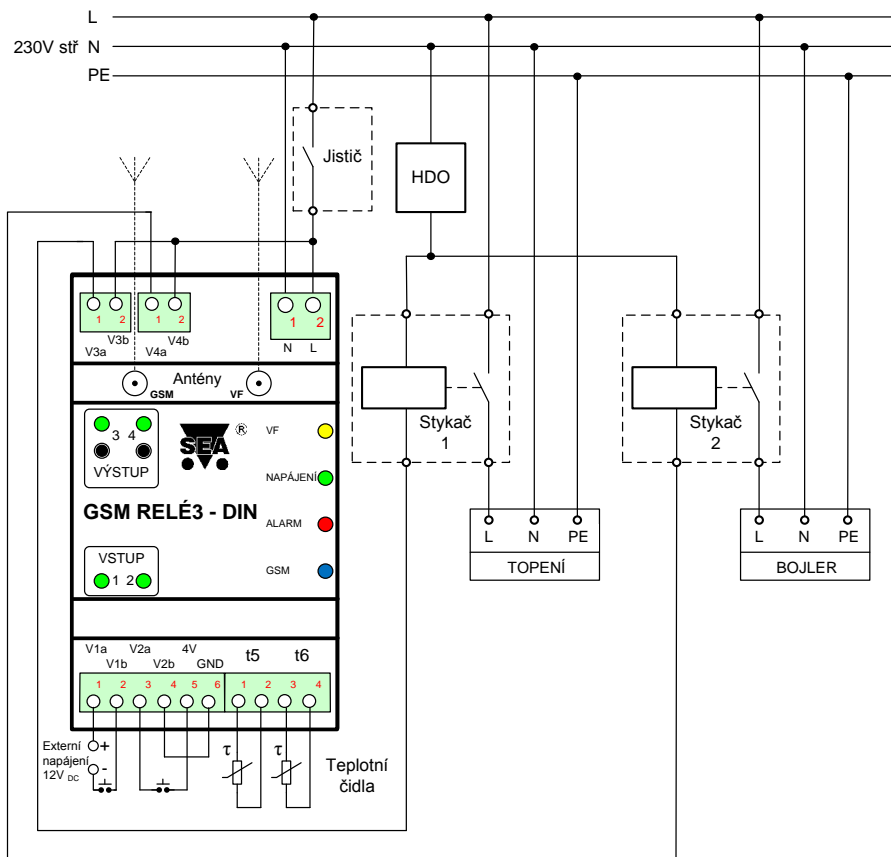 L
230V stř N
PE
Jistič
HDO
1 2 1 2 1 2
V3b V4b
V3a V4a N L
Antény
GSM VF
Stykač
1
Stykač
2
3 4
VÝSTUP
SEA ®
VF
NAPÁJENÍ
GSM RELÉ3 - DIN
ALARM
VSTUP
1 2
GSM
L N PE
TOPENÍ
L N PE
BOJLER
V1a V2a 4V t5 t6
V1b V2b GND
1 2 3 4 5 6 1 2 3 4
Externí
napájení
12V DC
+
-
τ τ
Teplotní
čidla